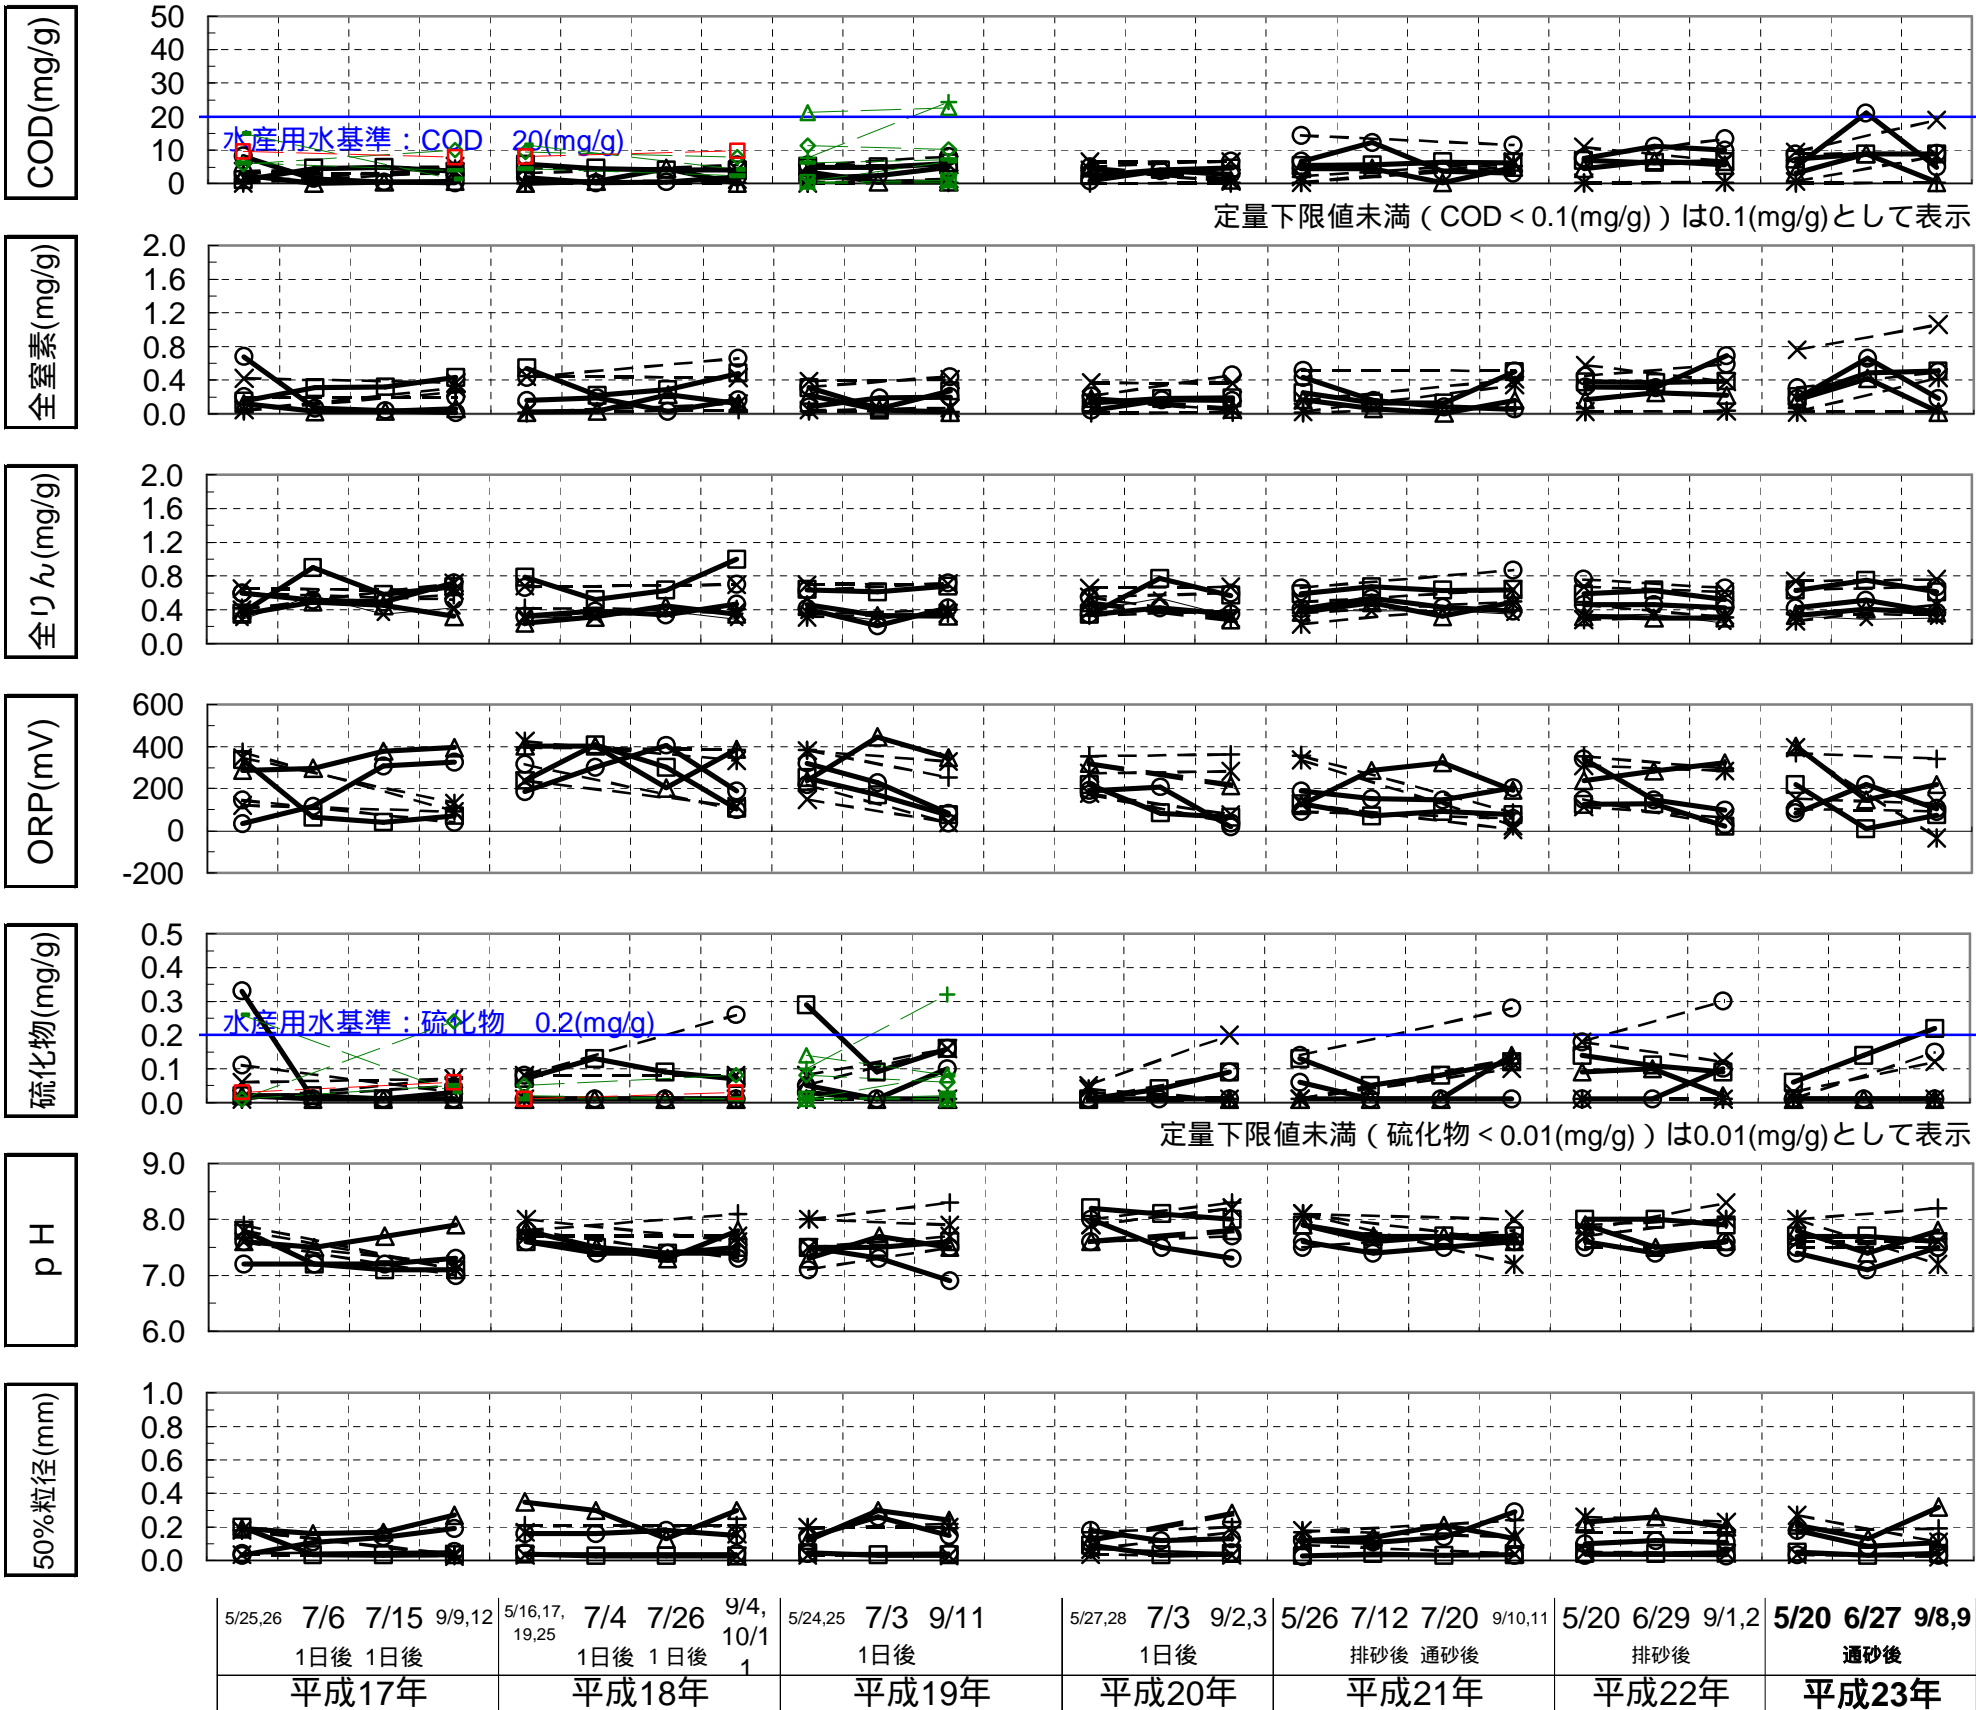 COD(mg/g)
50
40
30
20
10
0
水産用水基準：COD　20(mg/g)
定量下限値未満（COD＜0.1(mg/g)）は0.1(mg/g)として表示
全窒素(mg/g)
2.0
1.6
1.2
0.8
0.4
0.0
全りん(mg/g)
2.0
1.6
1.2
0.8
0.4
0.0
ORP(mV)
600
400
200
0
-200
硫化物(mg/g)
0.5
0.4
0.3
0.2
0.1
0.0
水産用水基準：硫化物　0.2(mg/g)
定量下限値未満（硫化物＜0.01(mg/g)）は0.01(mg/g)として表示
ｐＨ
9.0
8.0
7.0
6.0
50%粒径(mm)
1.0
0.8
0.6
0.4
0.2
0.0
5/25,26 7/6 7/15 9/9,12
1日後 1日後
平成17年
5/16,17,
19,25
7/4 7/26
9/4,
10/1
1
1日後 1日後
平成18年
5/24,25 7/3 9/11
1日後
平成19年
5/27,28 7/3 9/2,3
1日後
平成20年
5/26 7/12 7/20 9/10,11
排砂後 通砂後
平成21年
5/20 6/29 9/1,2
排砂後
平成22年
5/20 6/27 9/8,9
通砂後
平成23年